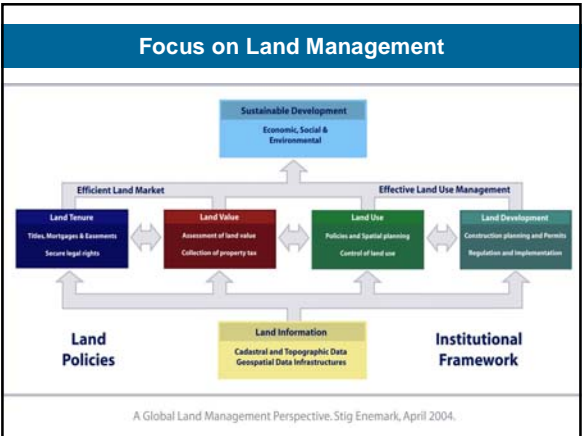 Focus on Land Management
Sustainable Development
Economic, Social &
Environmental
Efficient Land Market
Effective Land Use Management
Land Tenure
Titles, Mortgages & Easements
Secure legal rights
Land Value
Assessment of land value
Collection of property tax
Land Use
Policies and Spatial planning
Control of land use
Land Development
Construction planning and Permits
Regulation and Implementation
Land
Policies
Land Information
Cadastral and Topographic Data
Geospatial Data Infrastructures
Institutional
Framework
A Global Land Management Perspective. Stig Enemark, April 2004.